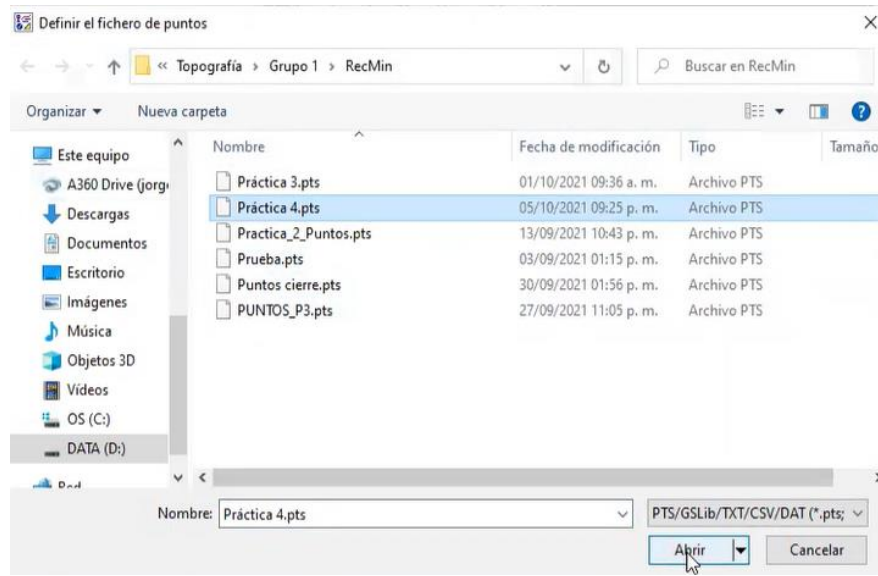 Definir el fichero de puntos
« Topografía › Grupo 1 › RecMin
Buscar en RecMin
Organizar
Nueva carpeta
Nombre Fecha de modificación Tipo Tamaño
Este equipo
A360 Drive (jorg
Descargas
Documentos
Escritorio
Imágenes
Música
Objetos 3D
Vídeos
OS (C:)
DATA (D:)
Red
Práctica 3.pts 01/10/2021 09:36 a. m. Archivo PTS
Práctica 4.pts 05/10/2021 09:25 p. m. Archivo PTS
Practica_2_Puntos.pts 13/09/2021 10:43 p. m. Archivo PTS
Prueba.pts 03/09/2021 01:15 p. m. Archivo PTS
Puntos cierre.pts 30/09/2021 01:56 p. m. Archivo PTS
PUNTOS_P3.pts 27/09/2021 11:05 p. m. Archivo PTS
Nombre: Práctica 4.pts PTS/GSLib/TXT/CSV/DAT (*.pts;
Abrir Cancelar